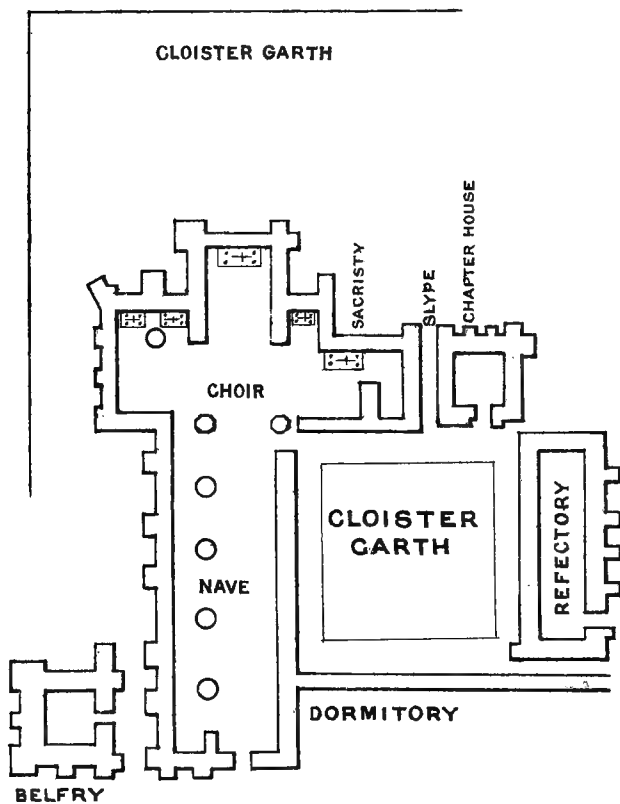 CLOISTER GARTH
SACRISTY
SLYPE
CHAPTER HOUSE
CHOIR
CLOISTER
GARTH
REFECTORY
NAVE
DORMITORY
BELFRY